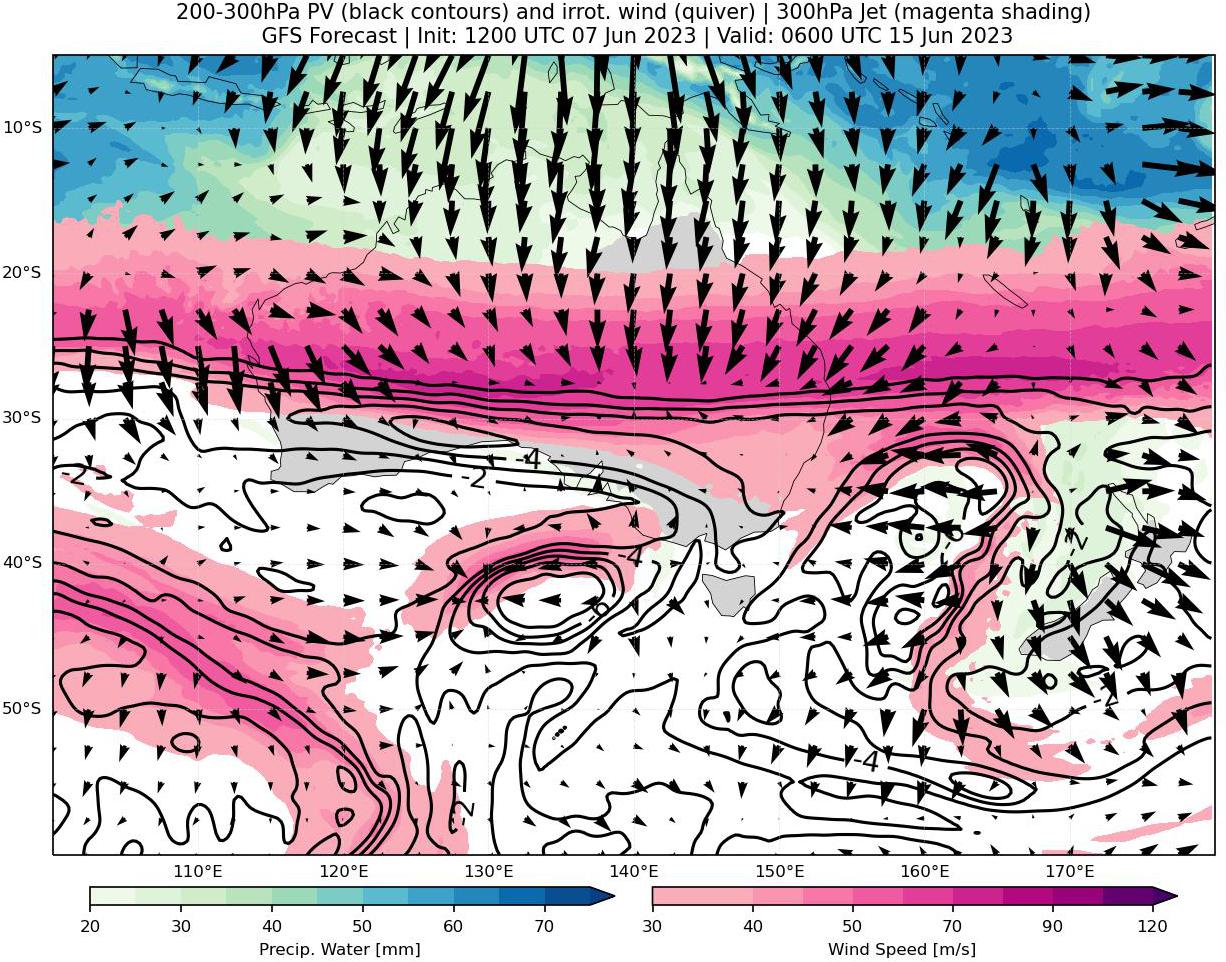 200-300hPa PV (black contours) and irrot. wind (quiver) | 300hPa Jet (magenta shading)
GFS Forecast | Init: 1200 UTC 07 Jun 2023 | Valid: 0600 UTC 15 Jun 2023
10°S
20°S
30°S
-4
-2
-2
-2
40°S
-4
-2
50°S
-4
-2
110°E 120°E 130°E 140°E 150°E 160°E 170°E
20 30 40 50 60 70
Precip. Water [mm]
30 40 50 70 90 120
Wind Speed [m/s]